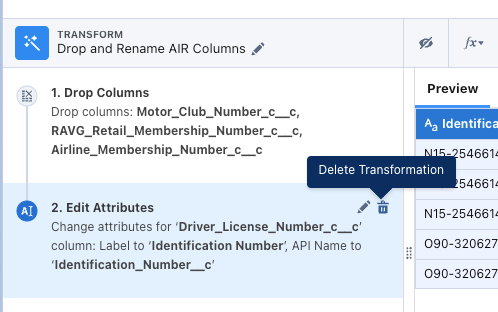 TRANSFORM
Drop and Rename AIR Columns
fx
1. Drop Columns
Drop columns: Motor_Club_Number_c__c,
RAVG_Retail_Membership_Number_c__c,
Airline_Membership_Number_c__c
Delete Transformation
2. Edit Attributes
Change attributes for ‘Driver_License_Number_c__c’
column: Label to ‘Identification Number’, API Name to
‘Identification_Number__c’
Preview
Aa Identifica
N15-2546614
2546614
N15-2546614
O90-320627
O90-320627